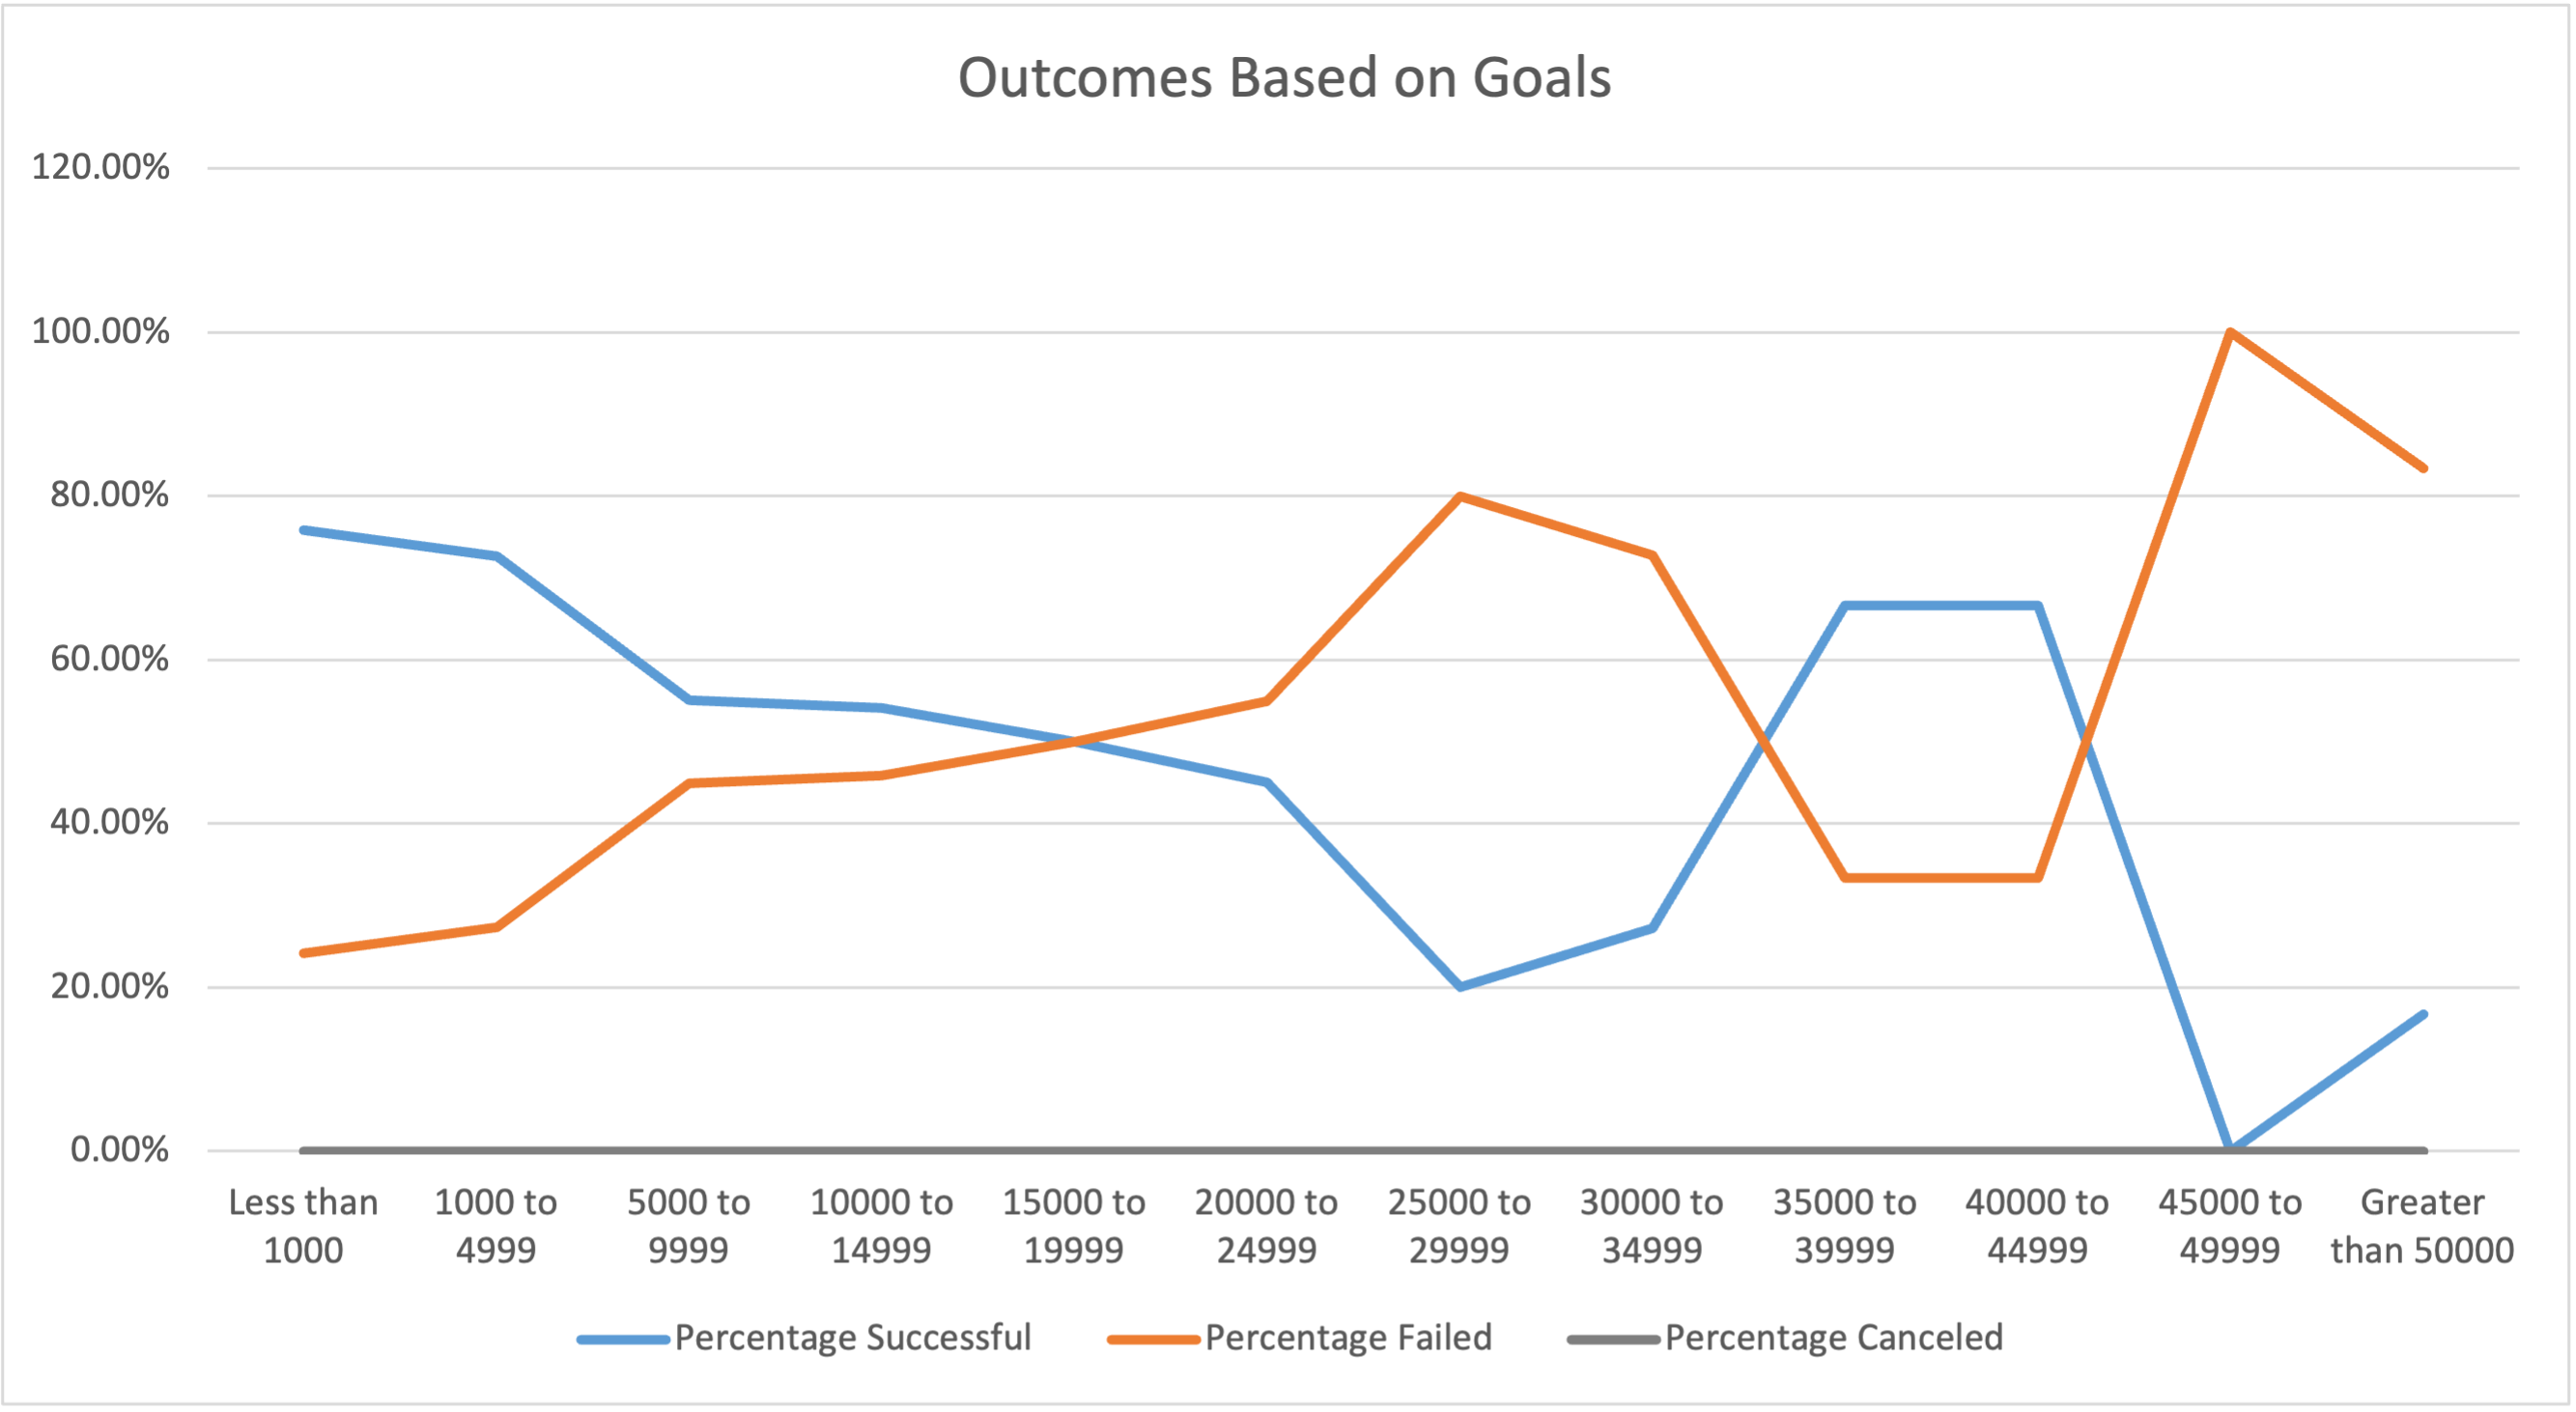 Outcomes Based on Goals
120.00%
100.00%
80.00%
60.00%
40.00%
20.00%
0.00%
Less than 1000 to 5000 to 10000 to 15000 to 20000 to 25000 to 30000 to 35000 to 40000 to 45000 to Greater
1000 4999 9999 14999 19999 24999 29999 34999 39999 44999 49999 than 50000
Percentage Successful Percentage Failed Percentage Canceled